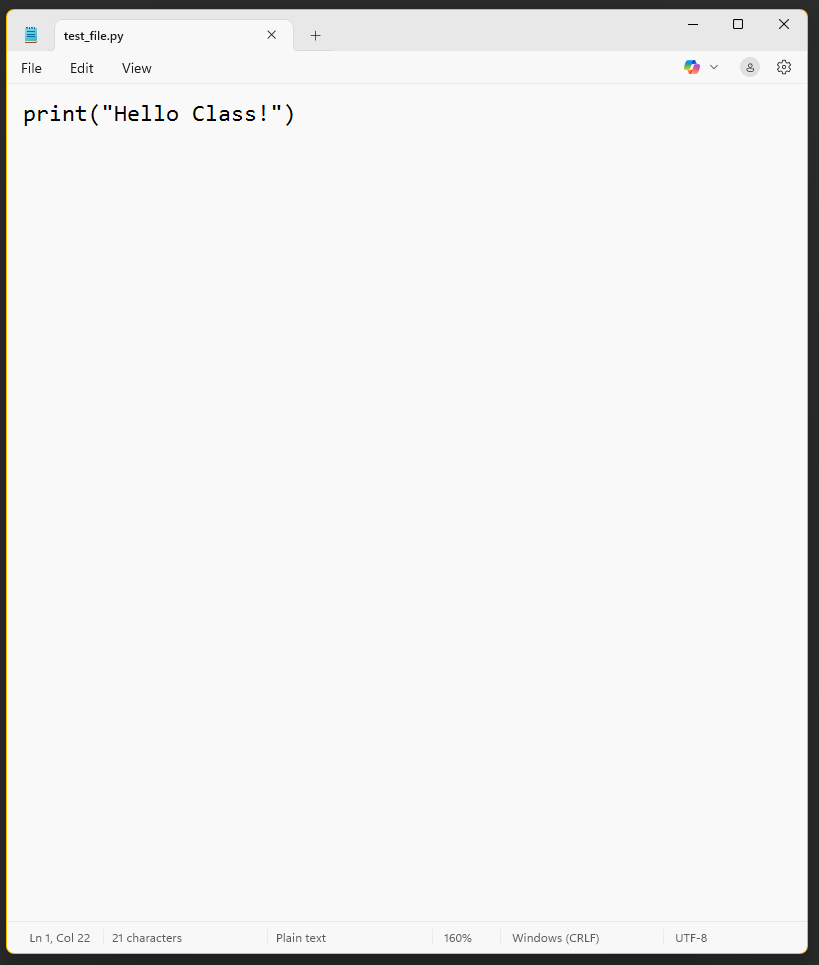 test_file.py
File Edit View
print("Hello Class!")
Ln 1, Col 22 21 characters Plain text 160% Windows (CRLF) UTF-8